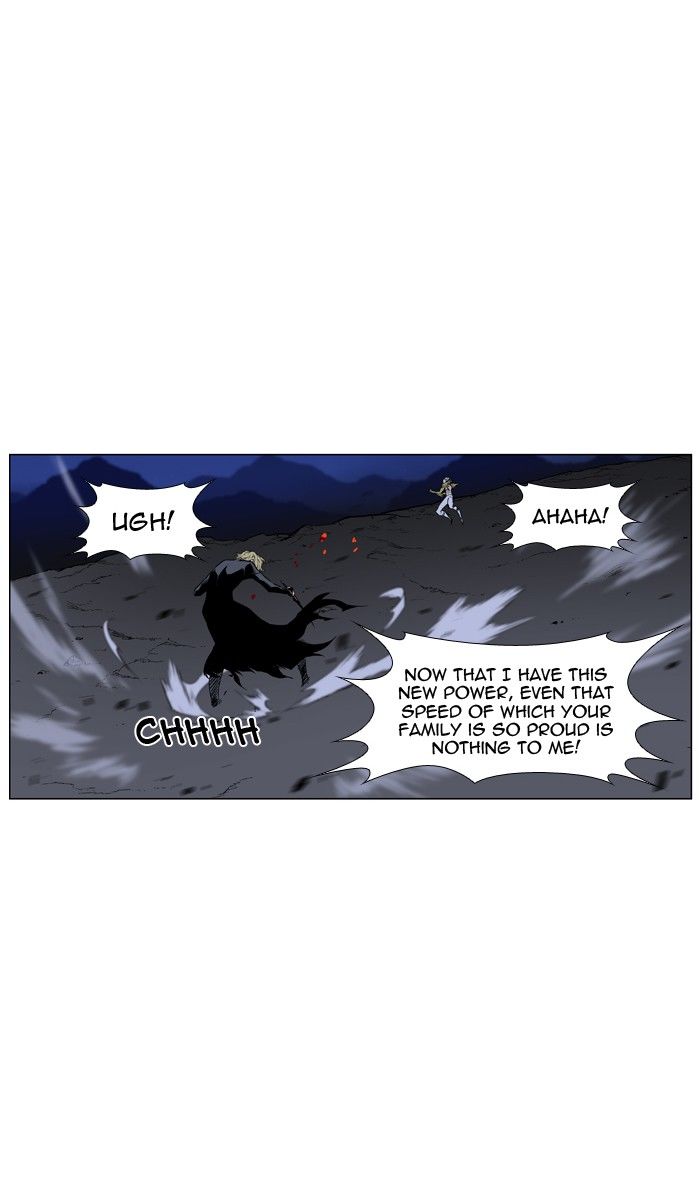 UGH!
AHAHA!
NOW THAT I HAVE THIS
NEW POWER, EVEN THAT
SPEED OF WHICH YOUR
FAMILY IS SO PROUD IS
NOTHING TO ME!
CHHHH